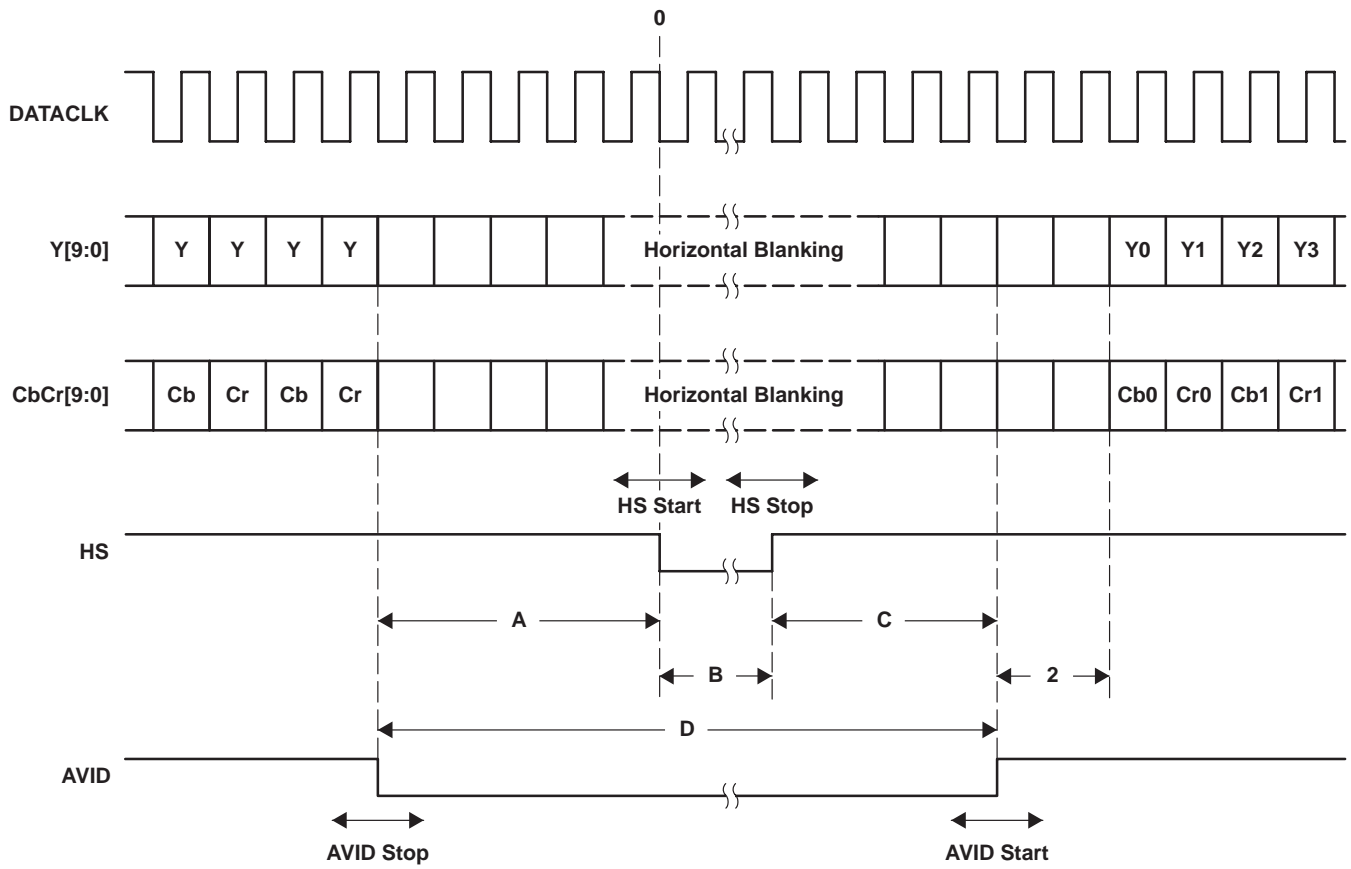 0
DATACLK
Y[9:0] Y Y Y Y Horizontal Blanking Y0 Y1 Y2 Y3
CbCr[9:0] Cb Cr Cb Cr Horizontal Blanking Cb0 Cr0 Cb1 Cr1
HS Start HS Stop
HS
A C
B 2
D
AVID
AVID Stop AVID Start